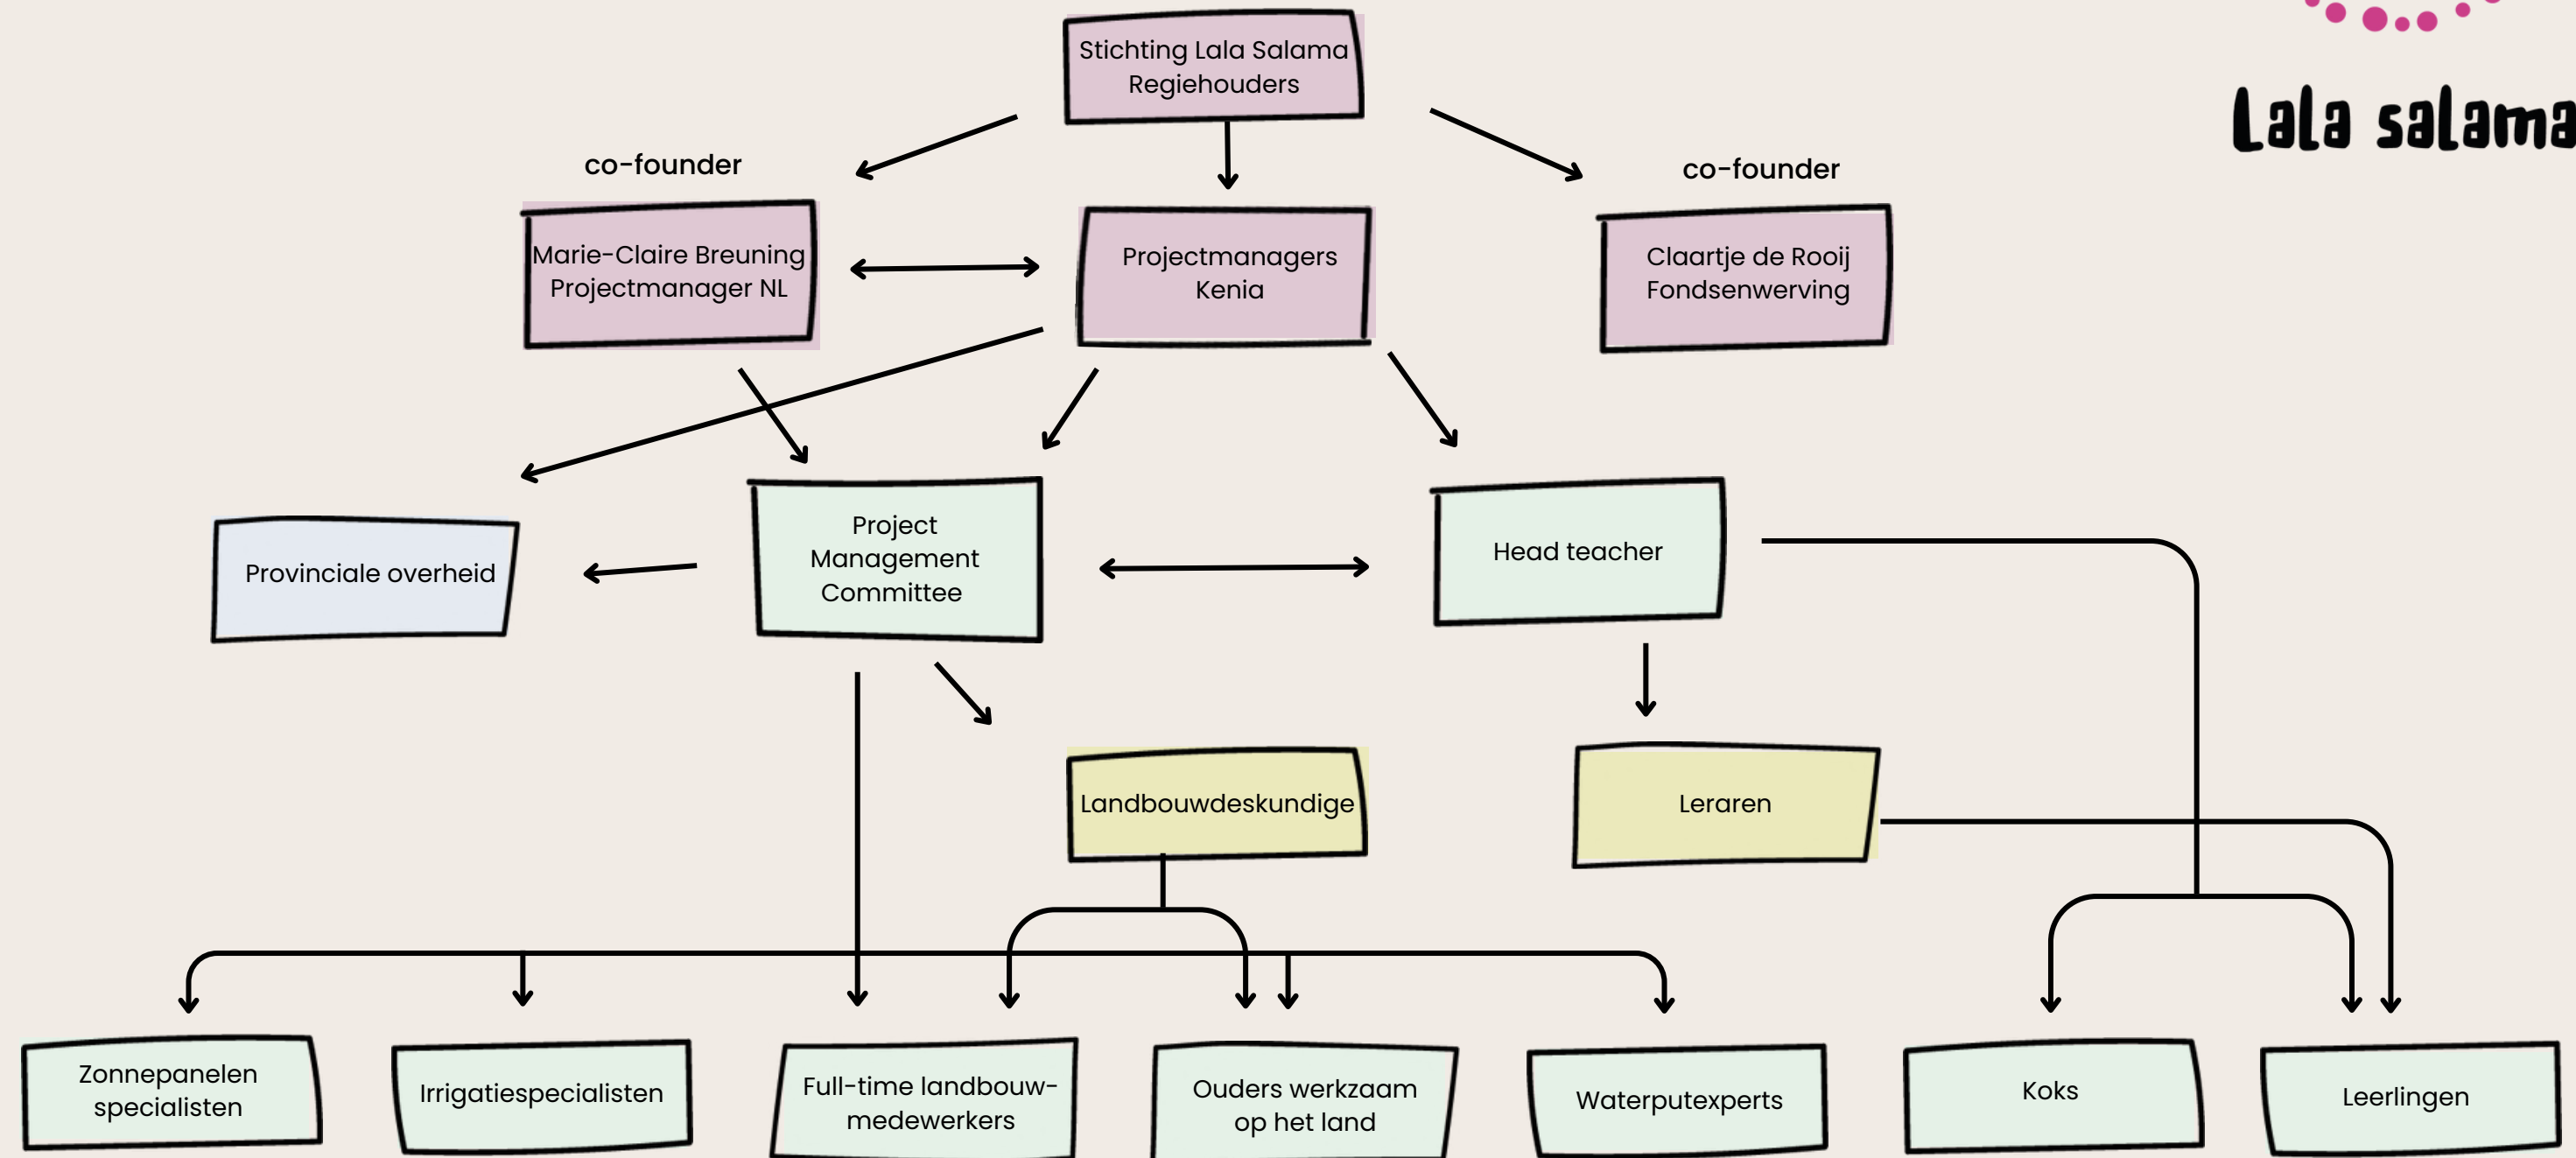 Stichting Lala Salama
Regiehouders
Lala salama
co-founder
co-founder
Marie-Claire Breuning
Projectmanager NL
Projectmanagers
Kenia
Claartje de Rooij
Fondsenwerving
Provinciale overheid
Project
Management
Committee
Head teacher
Landbouwdeskundige
Leraren
Zonnepanelen
specialisten
Irrigatiespecialisten
Full-time landbouw-
medewerkers
Ouders werkzaam
op het land
Waterputexperts
Koks
Leerlingen